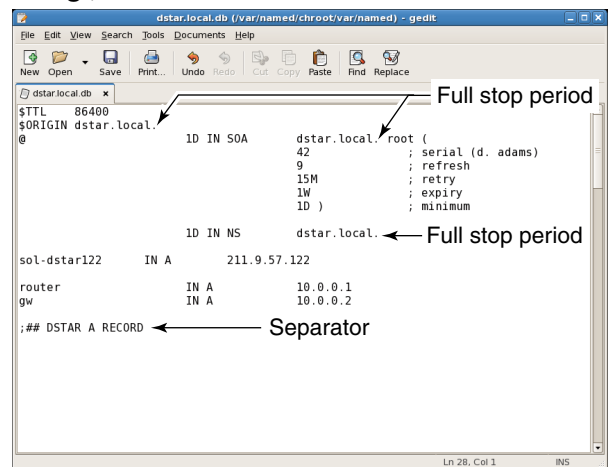 dstar.local.db (/var/named/chroot/var/named) - gedit
File Edit View Search Tools Documents Help
New Open Save Print... Undo Redo Cut Copy Paste Find Replace
dstar.local.db
Full stop period
$TTL 86400
$ORIGIN dstar.local.
@ 1D IN SOA dstar.local. root (
42 ; serial (d. adams)
9 ; refresh
15M ; retry
1W ; expiry
1D ) ; minimum
1D IN NS dstar.local.
Full stop period
sol-dstar122 IN A 211.9.57.122
router IN A 10.0.0.1
gw IN A 10.0.0.2
;## DSTAR A RECORD
Separator
Ln 28, Col 1 INS